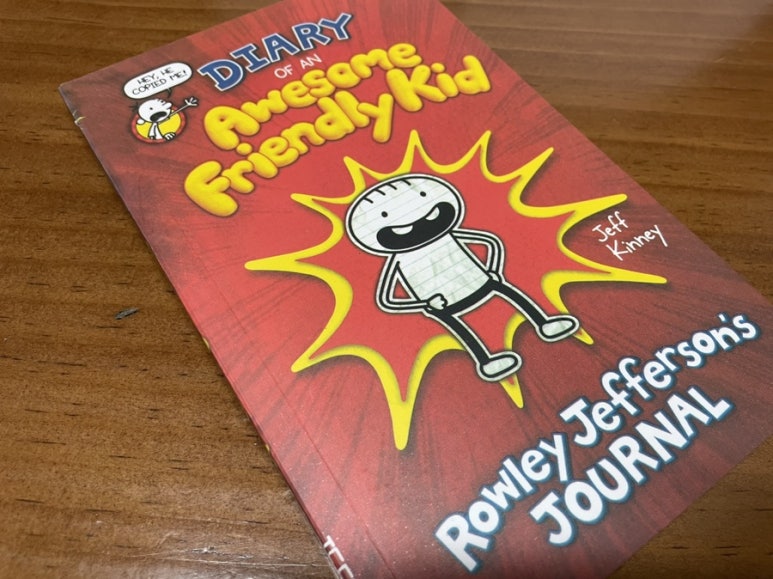 HEY, HE
COPIED ME!
DIARY
OF AN
Awesome
Friendly Kid
Jeff
Kinney
Rowley Jefferson's
JOURNAL